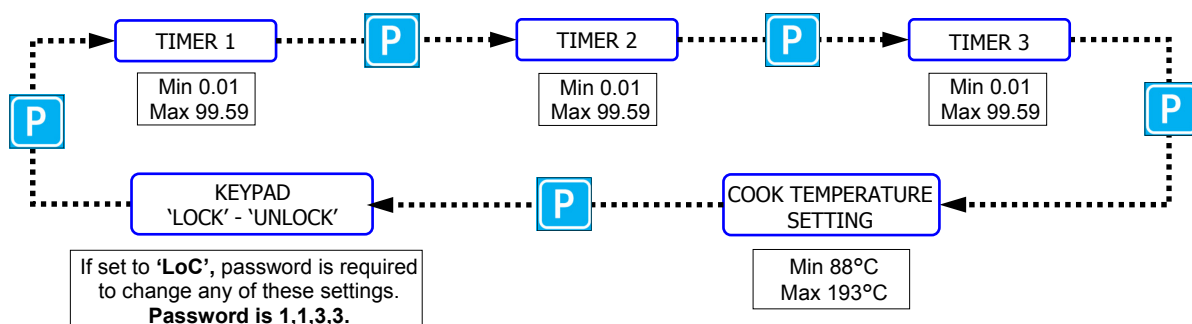 TIMER 1
P
TIMER 2
P
TIMER 3
Min 0.01
Max 99.59
Min 0.01
Max 99.59
Min 0.01
Max 99.59
P
P
KEYPAD
‘LOCK’ - ‘UNLOCK’
P
COOK TEMPERATURE
SETTING
If set to ‘LoC’, password is required
to change any of these settings.
Password is 1,1,3,3.
Min 88°C
Max 193°C